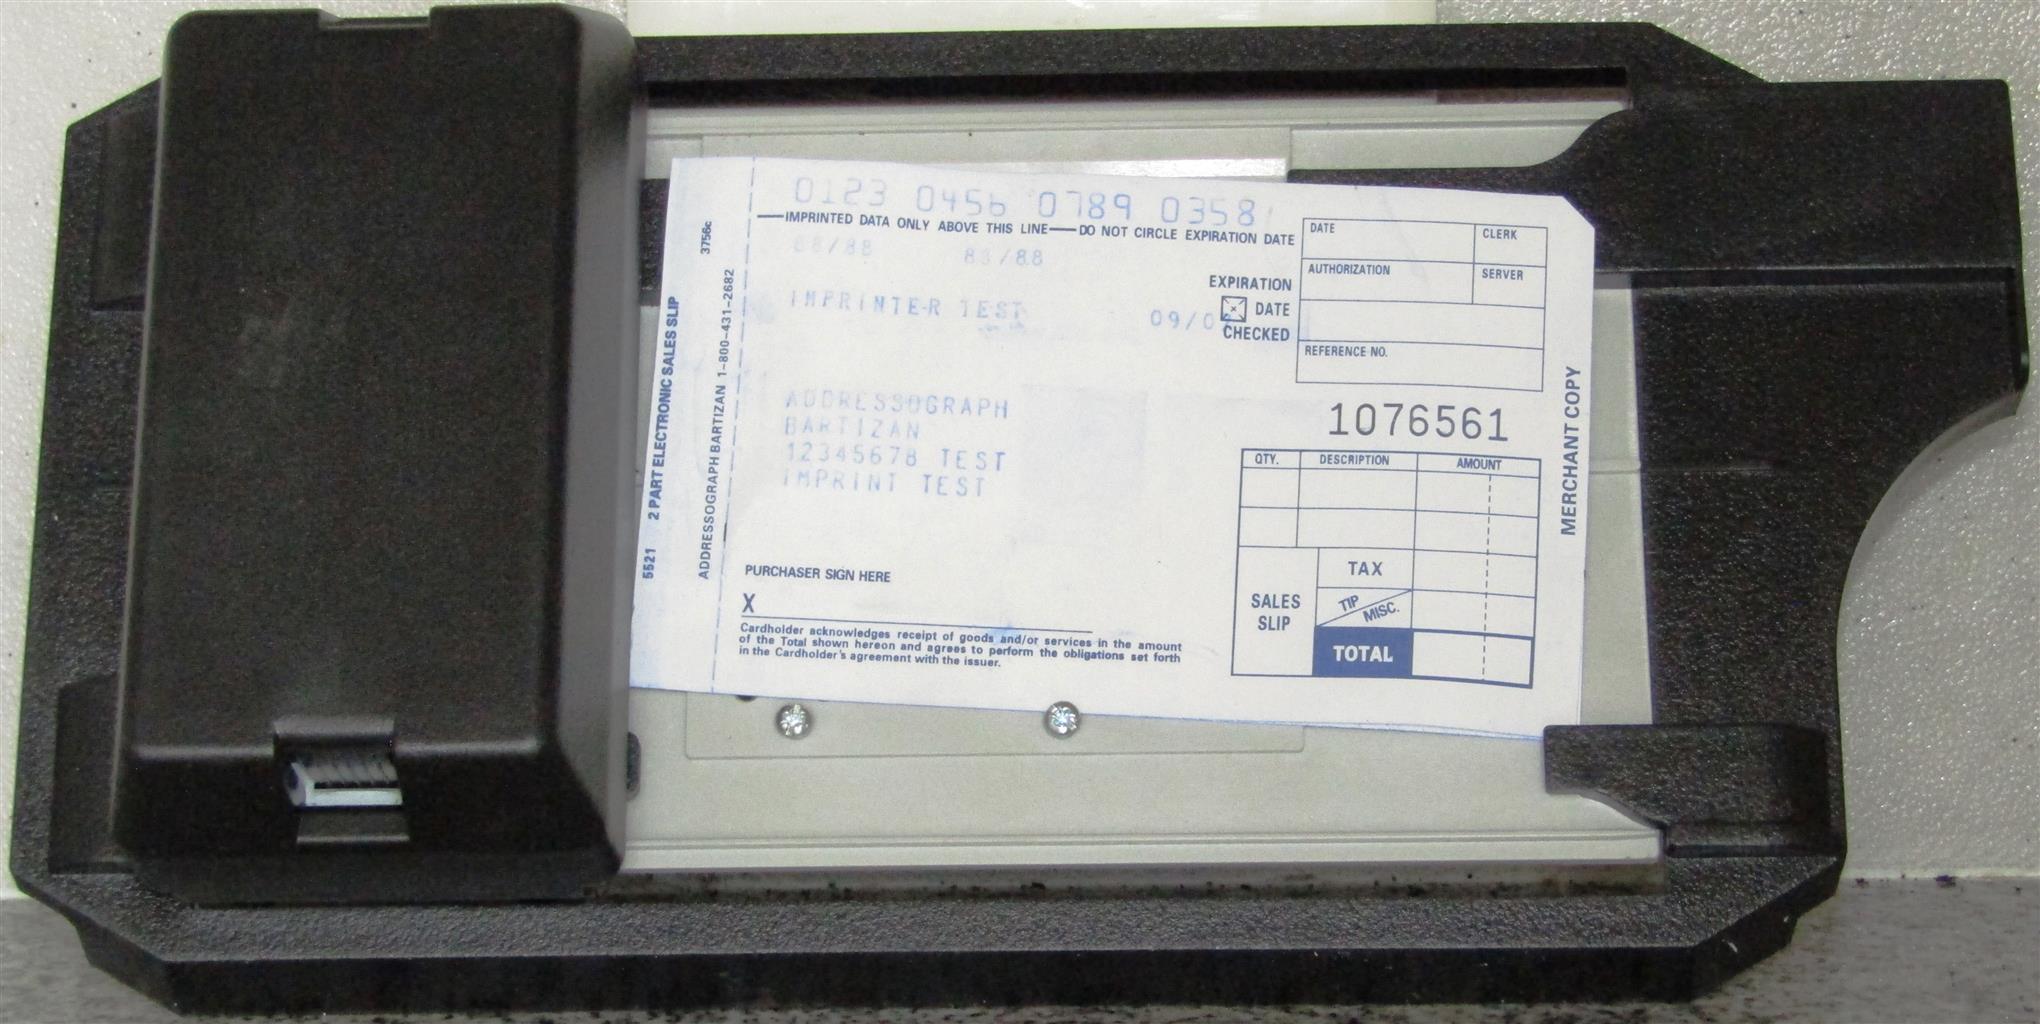 0123 0456 0789 0358
IMPRINTED DATA ONLY ABOVE THIS LINE — DO NOT CIRCLE EXPIRATION DATE
88/88 88/88
IMPRINTER TEST
09/0
EXPIRATION
DATE
CHECKED
ADDRESSOGRAPH
BARTIZAN
12345678 TEST
IMPRINT TEST
PURCHASER SIGN HERE
X
Cardholder acknowledges receipt of goods and/or services in the amount
of the Total shown hereon and agrees to perform the obligations set forth
in the Cardholder's agreement with the issuer.
DATE CLERK
AUTHORIZATION SERVER
REFERENCE NO.
1076561
QTY. DESCRIPTION AMOUNT
SALES
SLIP
TAX
TIP
MISC.
TOTAL
MERCHANT COPY
5521 2 PART ELECTRONIC SALES SLIP
ADDRESSOGRAPH BARTIZAN 1-800-431-2682 3756c